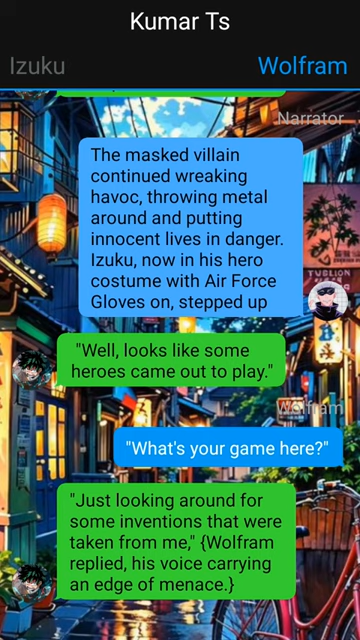 Kumar Ts
Izuku
Wolfram
Narrator
The masked villain
continued wreaking
havoc, throwing metal
around and putting
innocent lives in danger.
Izuku, now in his hero
costume with Air Force
Gloves on, stepped up
"Well, looks like some
heroes came out to play."
Wolfram
"What's your game here?"
"Just looking around for
some inventions that were
taken from me," {Wolfram
replied, his voice carrying
an edge of menace.}